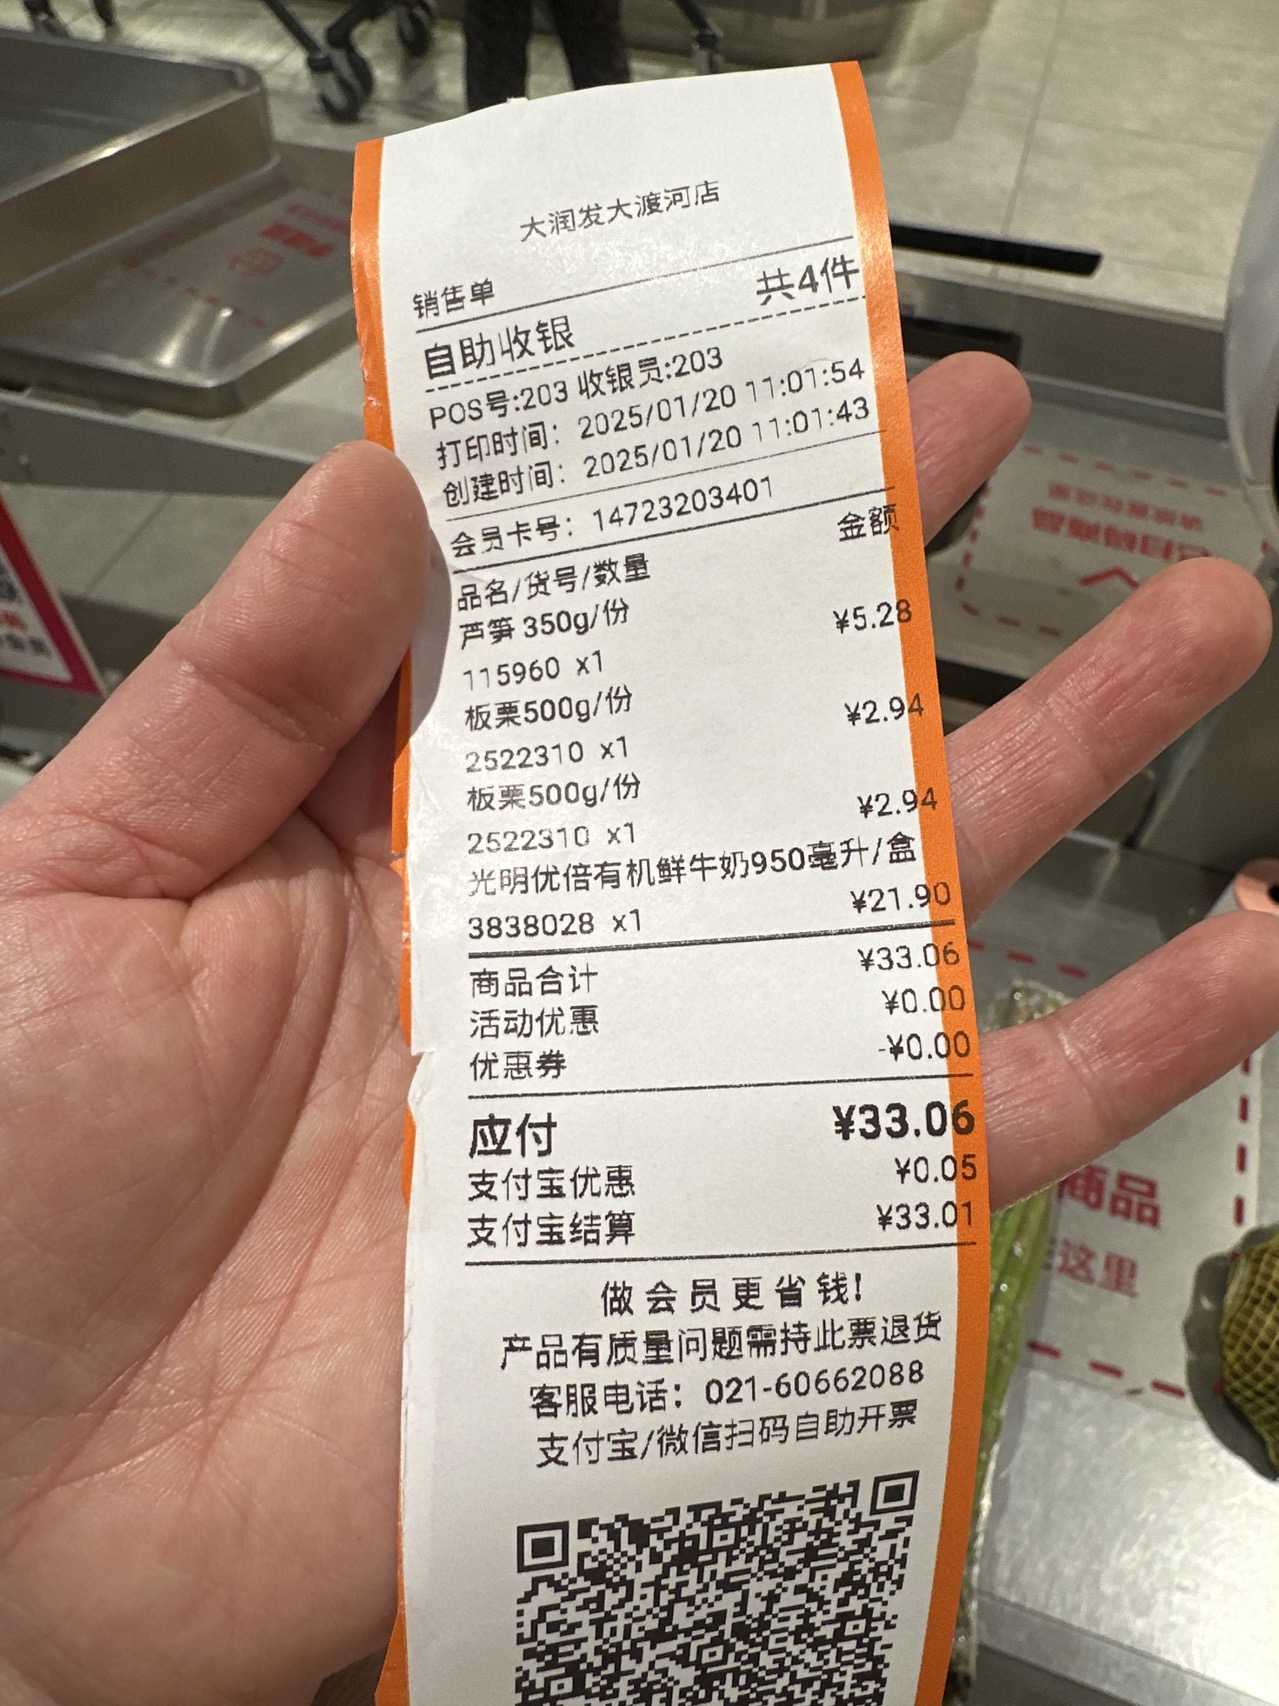 大润发大渡河店
销售单
共4件
自助收银
POS号:203 收银员:203
打印时间: 2025/01/20 11:01:54
创建时间: 2025/01/20 11:01:43
会员卡号: 14723203401
品名/货号/数量 金额
芦笋 350g/份 ¥5.28
115960 x1
板栗500g/份 ¥2.94
2522310 x1
板栗500g/份 ¥2.94
2522310 x1
光明优倍有机鲜牛奶950毫升/盒
3838028 x1 ¥21.90
商品合计 ¥33.06
活动优惠 ¥0.00
优惠券 -¥0.00
应付 ¥33.06
支付宝优惠 ¥0.05
支付宝结算 ¥33.01
做会员更省钱!
产品有质量问题需持此票退货
客服电话: 021-60662088
支付宝/微信扫码自助开票
商品
这里